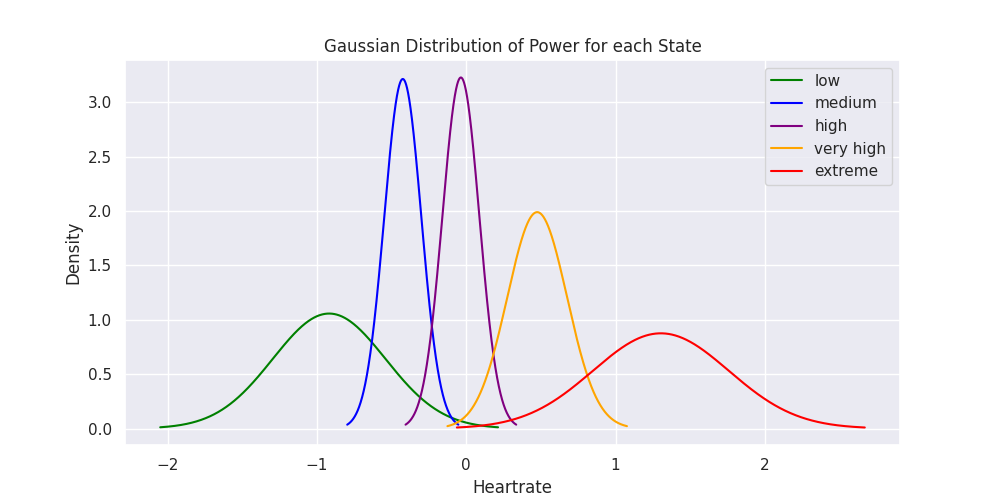 Gaussian Distribution of Power for each State
low
medium
high
very high
extreme
3.0
2.5
2.0
1.5
1.0
0.5
0.0
Density
−2
−1
0
1
2
Heartrate